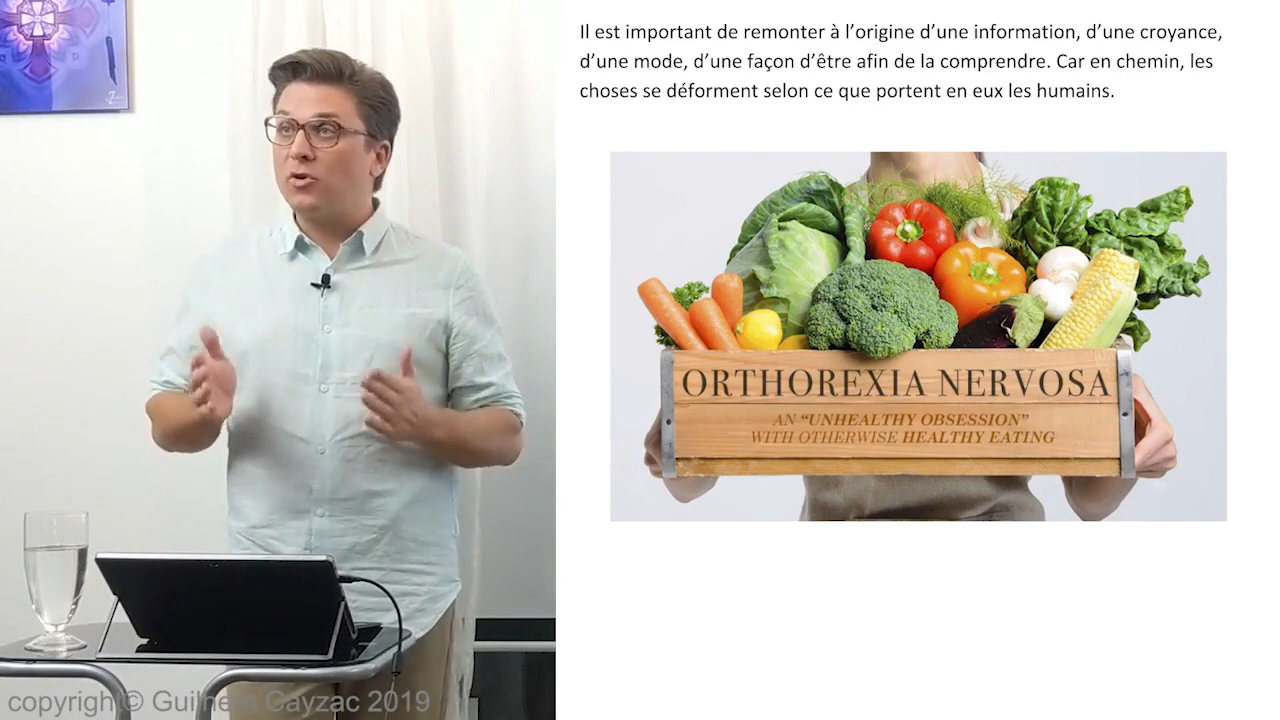 Il est important de remonter à l’origine d’une information, d’une croyance,
d’une mode, d’une façon d’être afin de la comprendre. Car en chemin, les
choses se déforment selon ce que portent en eux les humains.
ORTHOREXIA NERVOSA
AN “UNHEALTHY OBSESSION”
WITH OTHERWISE HEALTHY EATING
copyright© Guilhem Cayzac 2019